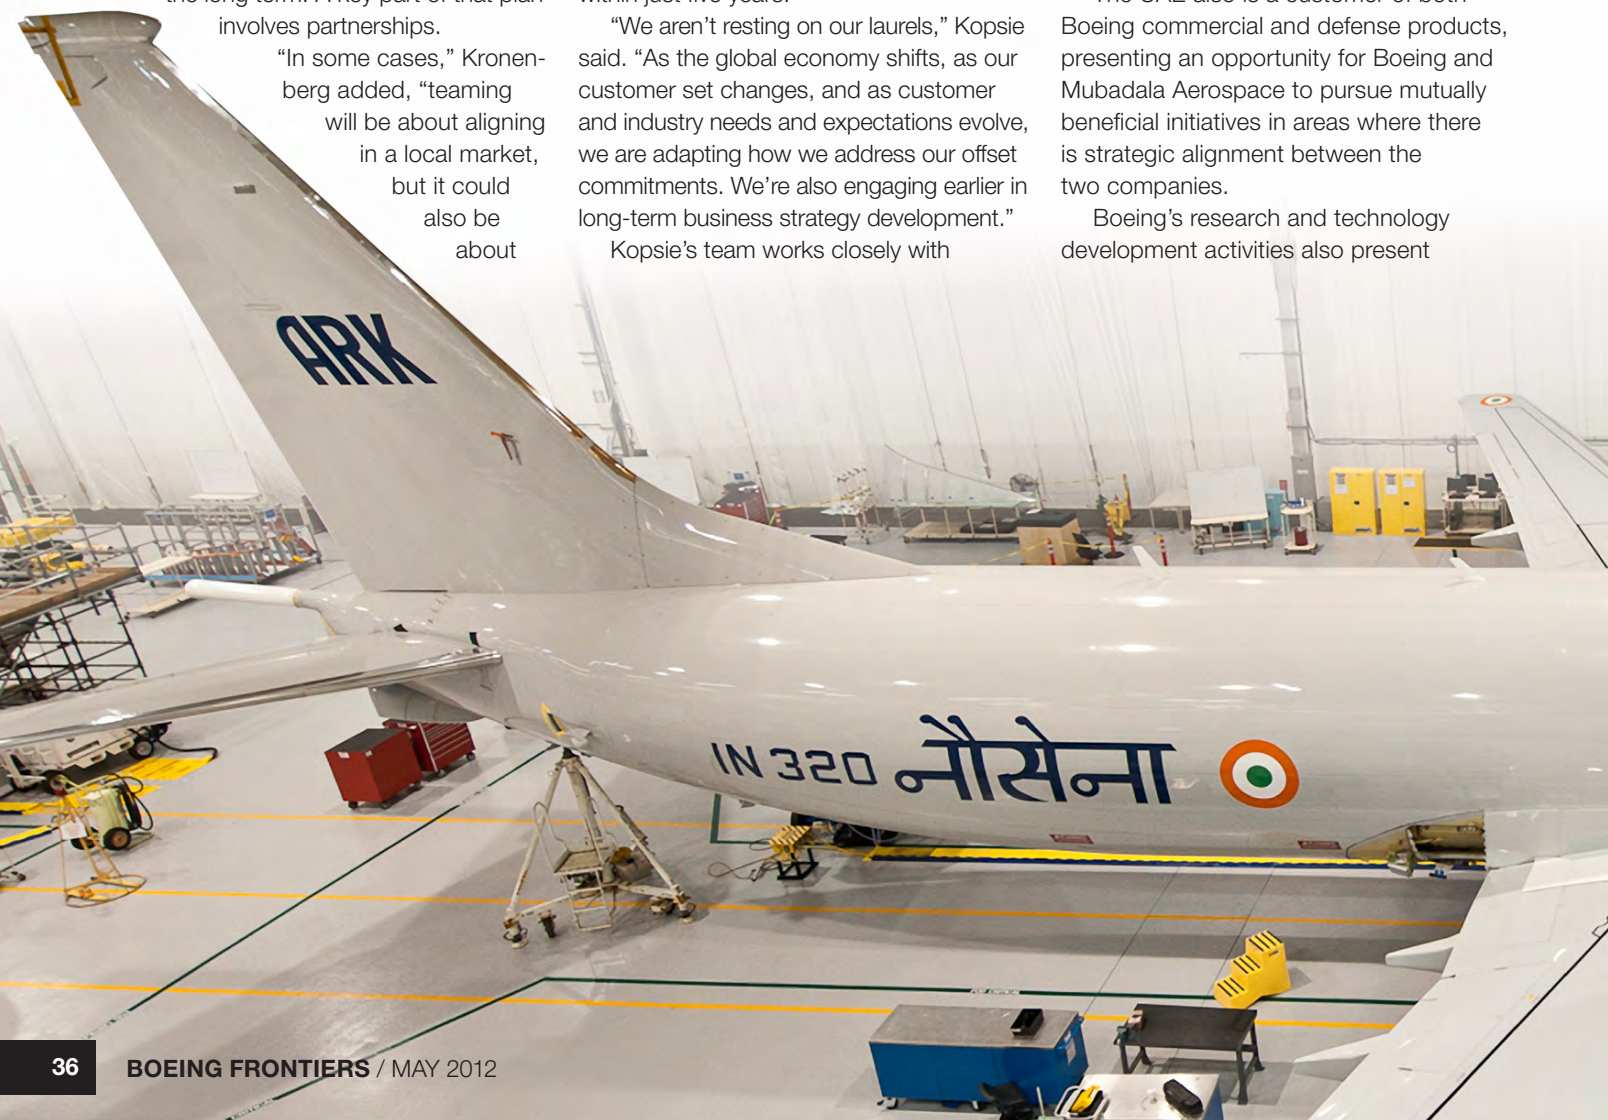 involves partnerships.
“In some cases,” Kronen-
berg added, “teaming
will be about aligning
in a local market,
but it could
also be
about
“We aren’t resting on our laurels,” Kopsie
said. “As the global economy shifts, as our
customer set changes, and as customer
and industry needs and expectations evolve,
we are adapting how we address our offset
commitments. We’re also engaging earlier in
long-term business strategy development.”
Kopsie’s team works closely with
Boeing commercial and defense products,
presenting an opportunity for Boeing and
Mubadala Aerospace to pursue mutually
beneficial initiatives in areas where there
is strategic alignment between the
two companies.
Boeing’s research and technology
development activities also present
ARK
IN 320 नौसेना
36 BOEING FRONTIERS / MAY 2012